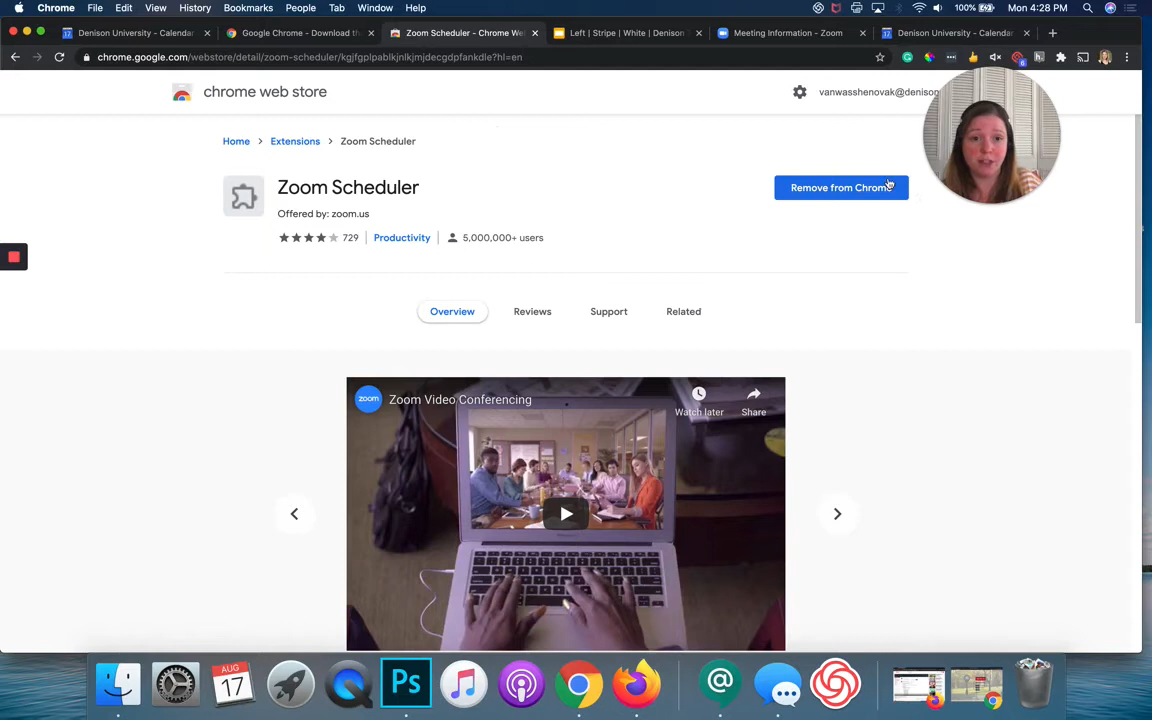 Chrome File Edit View History Bookmarks People Tab Window Help 100% Mon 4:28 PM
Denison University - Calendar Google Chrome - Download th Zoom Scheduler - Chrome We Left | Stripe | White | Denison Meeting Information - Zoom Denison University - Calendar
chrome.google.com/webstore/detail/zoom-scheduler/kgjfgplpablkjnlkjmjdecgdpfankdle?hl=en
chrome web store vanwasshenovak@denison
Home > Extensions > Zoom Scheduler
Zoom Scheduler Remove from Chrome
Offered by: zoom.us
729 Productivity 5,000,000+ users
Overview Reviews Support Related
zoom Zoom Video Conferencing
Watch later Share
AUG
17
Ps
@